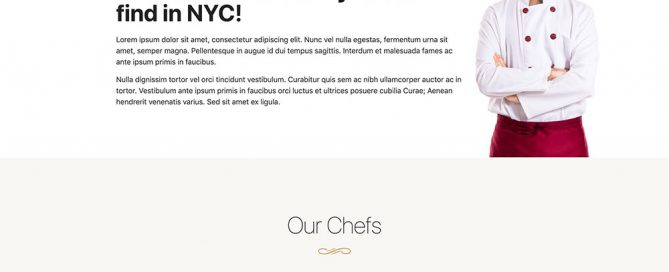 find in NYC!
Lorem ipsum dolor sit amet, consectetur adipiscing elit. Nunc vel nulla egestas, fermentum urna sit
amet, semper magna. Pellentesque in augue id dui tempus sagittis. Interdum et malesuada fames ac
ante ipsum primis in faucibus.
Nulla dignissim tortor vel orci tincidunt vestibulum. Curabitur quis sem ac nibh ullamcorper auctor ac in
tortor. Vestibulum ante ipsum primis in faucibus orci luctus et ultrices posuere cubilia Curae; Aenean
hendrerit venenatis varius. Sed sit amet ex ligula.
Our Chefs